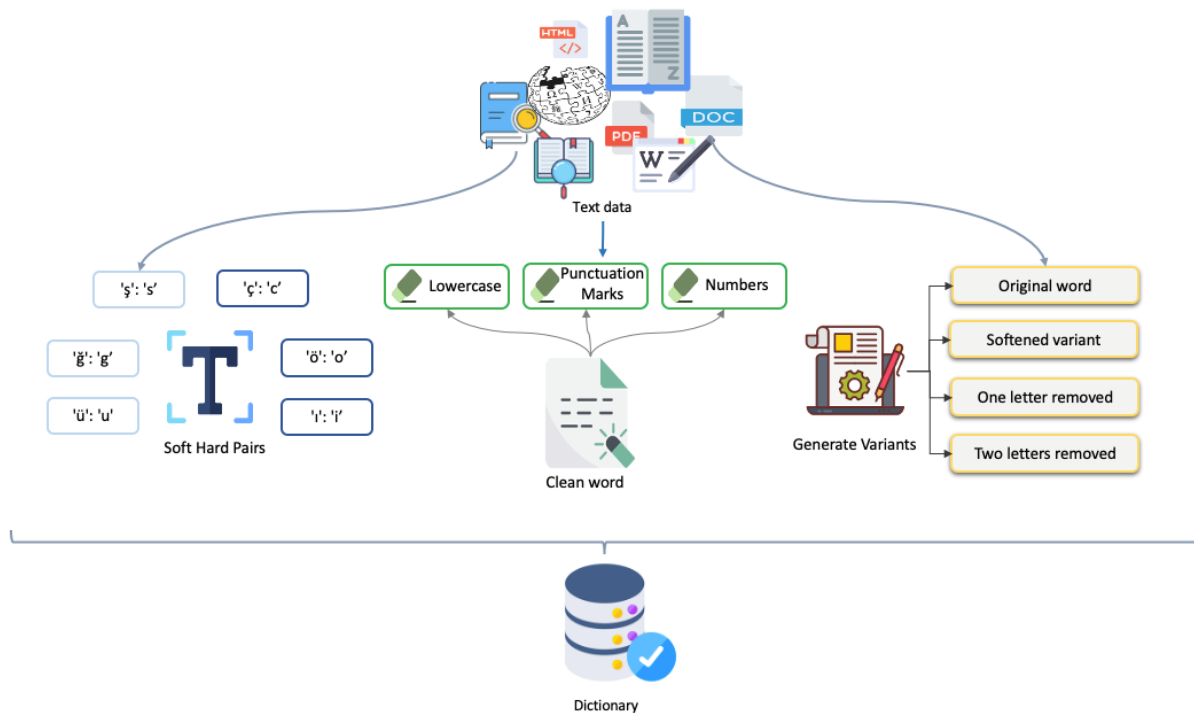 HTML
</>
A
Z
DOC
PDF
W
Text data
'ş': 's’
'ç': 'c’
Lowercase
Punctuation
Marks
Numbers
Original word
Softened variant
'ğ': 'g’
'ö': 'o’
One letter removed
'ü': 'u'
'ı': 'i’
T
Soft Hard Pairs
Generate Variants
Two letters removed
Clean word
Dictionary